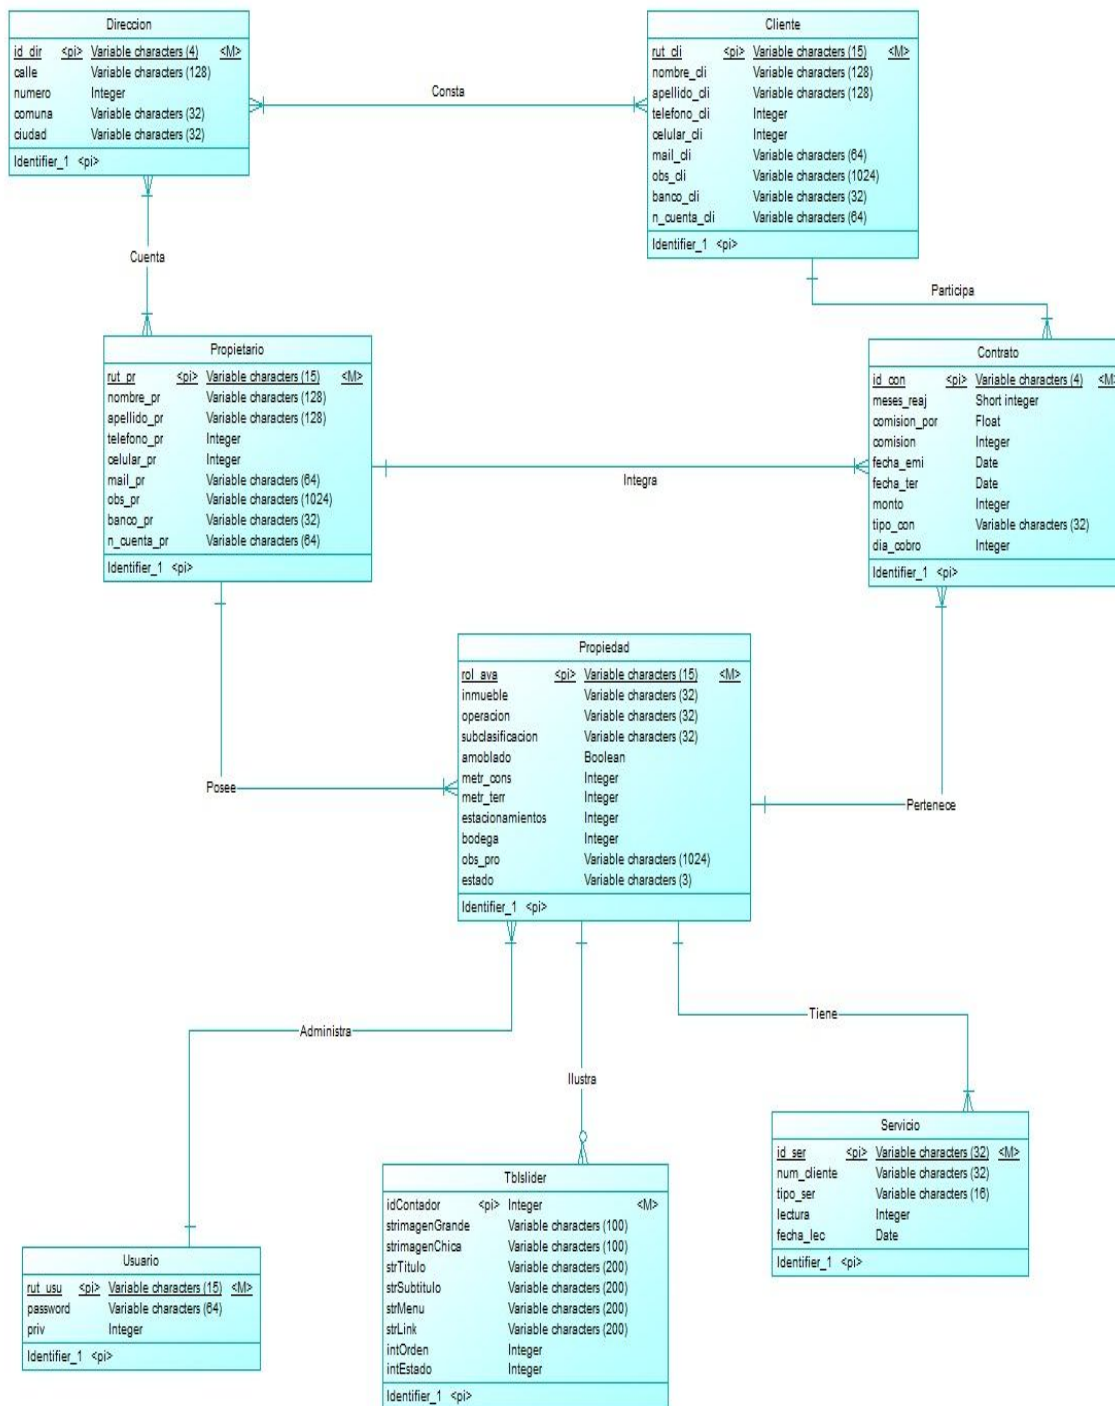 Direccion
id_dir <pi> Variable characters (4) <M>
calle Variable characters (128)
numero Integer
comuna Variable characters (32)
ciudad Variable characters (32)
Identifier_1 <pi>
Consta
Cliente
rut_cli <pi> Variable characters (15) <M>
nombre_cli Variable characters (128)
apellido_cli Variable characters (128)
telefono_cli Integer
celular_cli Integer
mail_cli Variable characters (64)
obs_cli Variable characters (1024)
banco_cli Variable characters (32)
n_cuenta_cli Variable characters (64)
Identifier_1 <pi>
Cuenta
Participa
Propietario
rut_pr <pi> Variable characters (15) <M>
nombre_pr Variable characters (128)
apellido_pr Variable characters (128)
telefono_pr Integer
celular_pr Integer
mail_pr Variable characters (64)
obs_pr Variable characters (1024)
banco_pr Variable characters (32)
n_cuenta_pr Variable characters (64)
Identifier_1 <pi>
Integra
Contrato
id_con <pi> Variable characters (4) <M>
meses_reaj Short integer
comision_por Float
comision Integer
fecha_emi Date
fecha_ter Date
monto Integer
tipo_con Variable characters (32)
dia_cobro Integer
Identifier_1 <pi>
Posee
Propiedad
rol_ava <pi> Variable characters (15) <M>
inmueble Variable characters (32)
operacion Variable characters (32)
subclasificacion Variable characters (32)
amoblado Boolean
metr_cons Integer
metr_terr Integer
estacionamientos Integer
bodega Integer
obs_pro Variable characters (1024)
estado Variable characters (3)
Identifier_1 <pi>
Pertenece
Administra
Ilustra
Tiene
Usuario
rut_usu <pi> Variable characters (15) <M>
password Variable characters (64)
priv Integer
Identifier_1 <pi>
Tblslider
idContador <pi> Integer <M>
strimagenGrande Variable characters (100)
strimagenChica Variable characters (100)
strTitulo Variable characters (200)
strSubtitulo Variable characters (200)
strMenu Variable characters (200)
strLink Variable characters (200)
intOrden Integer
intEstado Integer
Identifier_1 <pi>
Servicio
id_ser <pi> Variable characters (32) <M>
num_cliente Variable characters (32)
tipo_ser Variable characters (16)
lectura Integer
fecha_lec Date
Identifier_1 <pi>